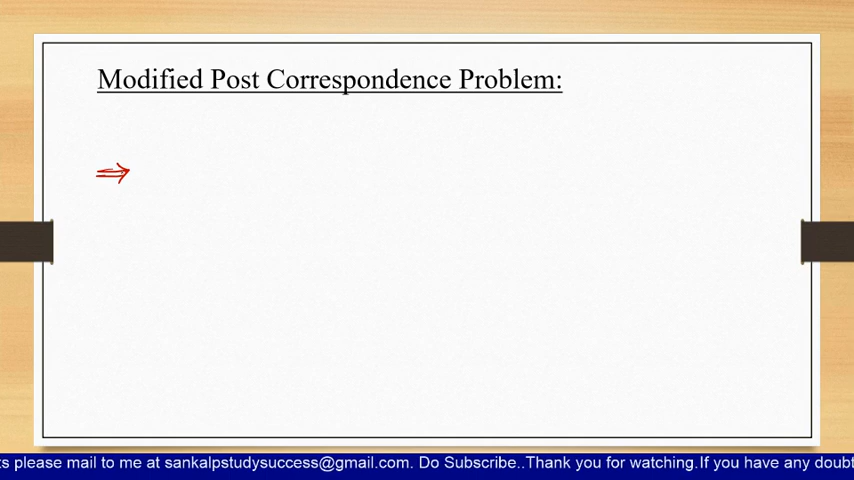 Modified Post Correspondence Problem:
⇒
s please mail to me at sankalpstudysuccess@gmail.com. Do Subscribe..Thank you for watching.If you have any doubt